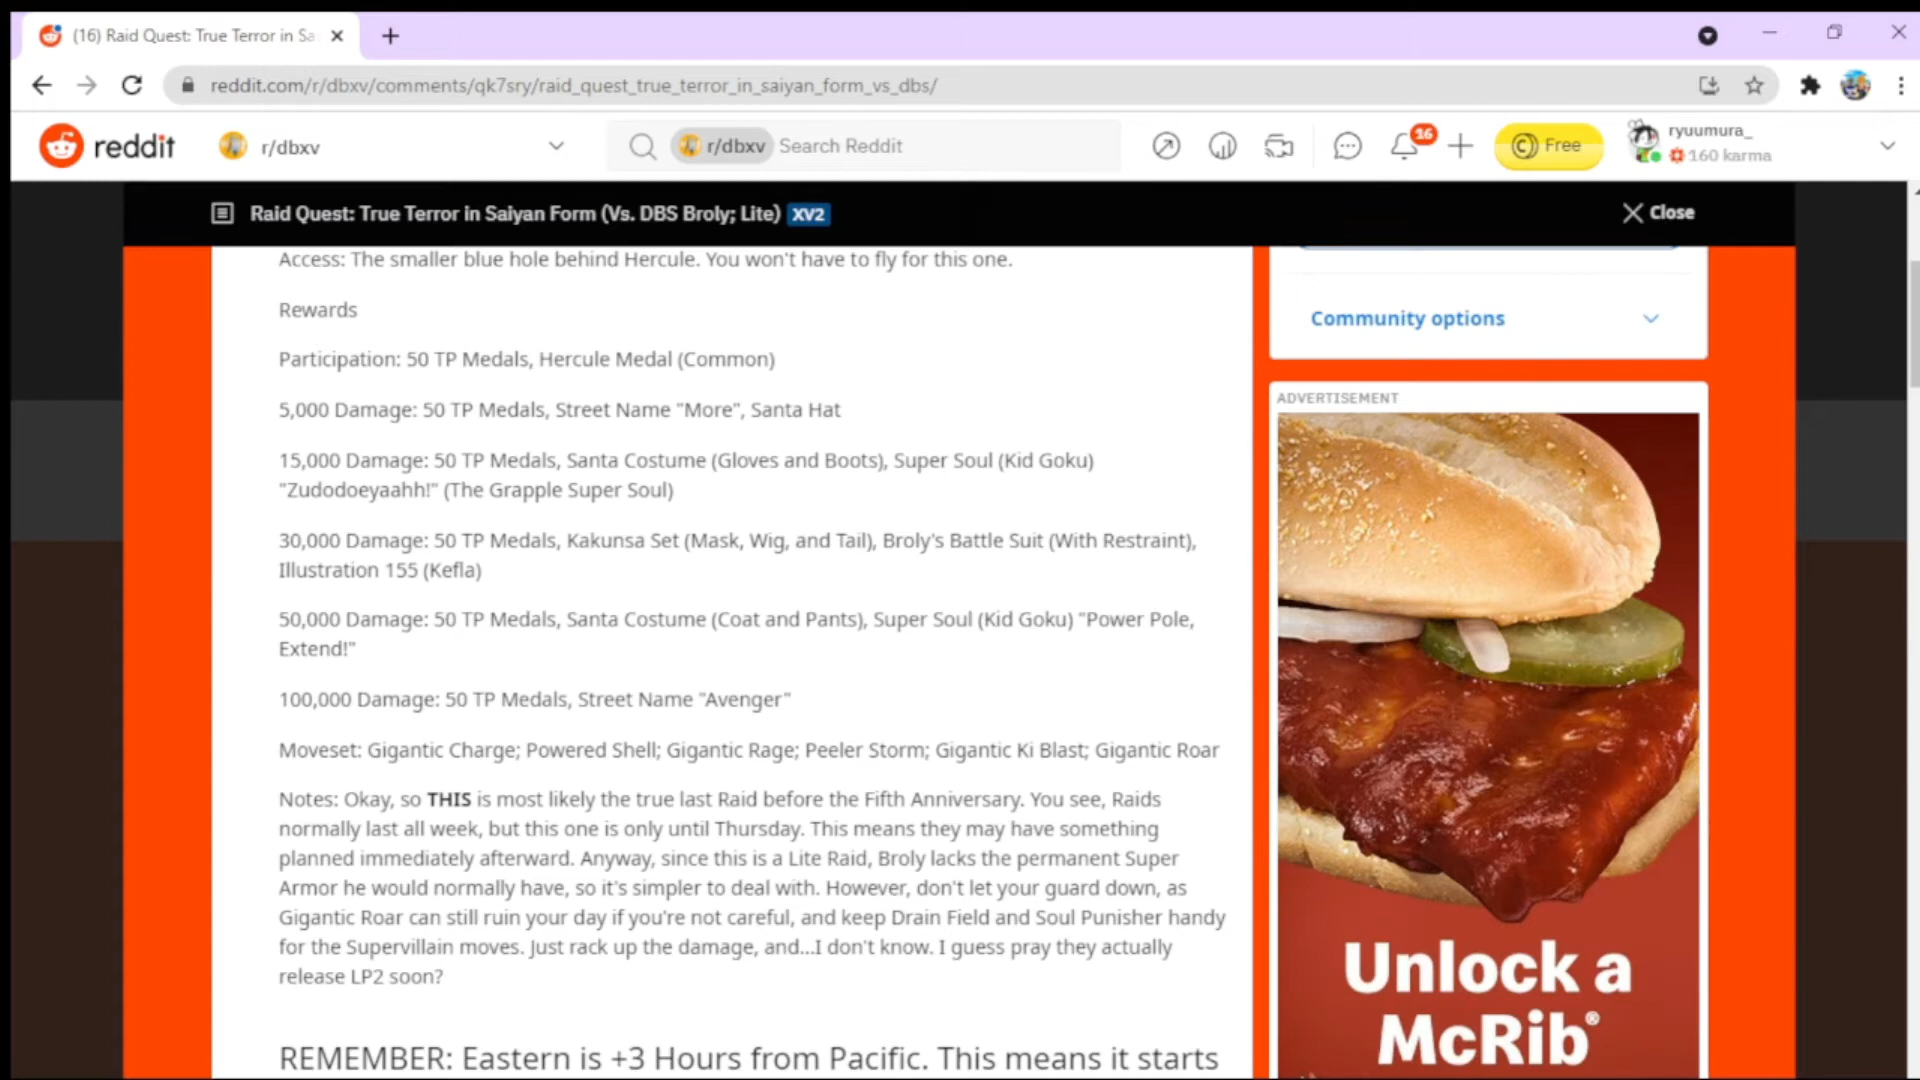 (16) Raid Quest: True Terror in Sa
reddit.com/r/dbxv/comments/qk7sry/raid_quest_true_terror_in_saiyan_form_vs_dbs/
reddit
r/dbxv
r/dbxv Search Reddit
16
Free
ryuumura_
160 karma
Raid Quest: True Terror in Saiyan Form (Vs. DBS Broly; Lite) XV2
Close
Access: The smaller blue hole behind Hercule. You won't have to fly for this one.
Rewards
Participation: 50 TP Medals, Hercule Medal (Common)
5,000 Damage: 50 TP Medals, Street Name "More", Santa Hat
15,000 Damage: 50 TP Medals, Santa Costume (Gloves and Boots), Super Soul (Kid Goku)
"Zudodoeyaahh!" (The Grapple Super Soul)
30,000 Damage: 50 TP Medals, Kakunsa Set (Mask, Wig, and Tail), Broly's Battle Suit (With Restraint),
Illustration 155 (Kefla)
50,000 Damage: 50 TP Medals, Santa Costume (Coat and Pants), Super Soul (Kid Goku) "Power Pole,
Extend!"
100,000 Damage: 50 TP Medals, Street Name "Avenger"
Moveset: Gigantic Charge; Powered Shell; Gigantic Rage; Peeler Storm; Gigantic Ki Blast; Gigantic Roar
Notes: Okay, so THIS is most likely the true last Raid before the Fifth Anniversary. You see, Raids
normally last all week, but this one is only until Thursday. This means they may have something
planned immediately afterward. Anyway, since this is a Lite Raid, Broly lacks the permanent Super
Armor he would normally have, so it's simpler to deal with. However, don't let your guard down, as
Gigantic Roar can still ruin your day if you're not careful, and keep Drain Field and Soul Punisher handy
for the Supervillain moves. Just rack up the damage, and...I don't know. I guess pray they actually
release LP2 soon?
REMEMBER: Eastern is +3 Hours from Pacific. This means it starts
Community options
ADVERTISEMENT
Unlock a
McRib®